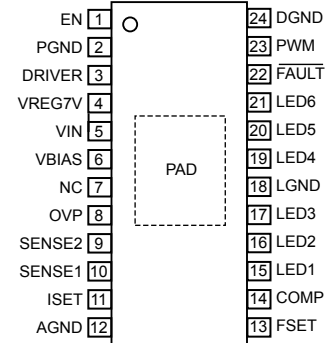 EN 1
PGND 2
DRIVER 3
VREG7V 4
VIN 5
VBIAS 6
NC 7
OVP 8
SENSE2 9
SENSE1 10
ISET 11
AGND 12
PAD
24 DGND
23 PWM
22 FAULT
21 LED6
20 LED5
19 LED4
18 LGND
17 LED3
16 LED2
15 LED1
14 COMP
13 FSET